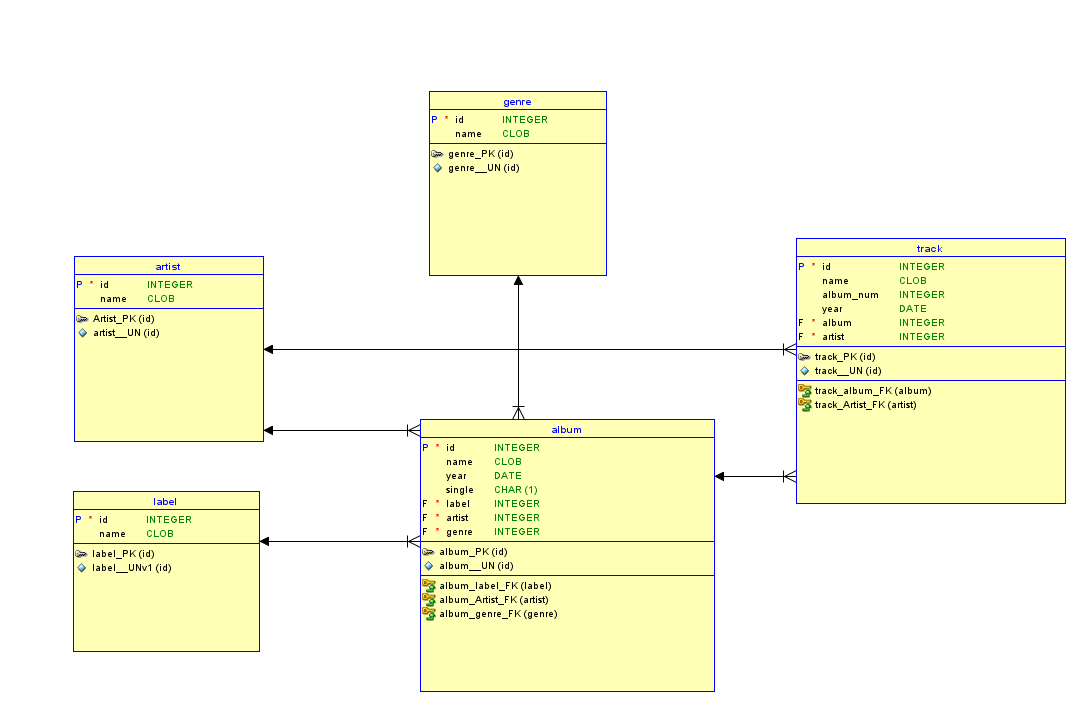 genre
P * id INTEGER
name CLOB
genre_PK (id)
genre__UN (id)
artist
P * id INTEGER
name CLOB
Artist_PK (id)
artist__UN (id)
track
P * id INTEGER
name CLOB
album_num INTEGER
year DATE
F * album INTEGER
F * artist INTEGER
track_PK (id)
track__UN (id)
track_album_FK (album)
track_Artist_FK (artist)
label
P * id INTEGER
name CLOB
label_PK (id)
label__UNv1 (id)
album
P * id INTEGER
name CLOB
year DATE
single CHAR (1)
F * label INTEGER
F * artist INTEGER
F * genre INTEGER
album_PK (id)
album__UN (id)
album_label_FK (label)
album_Artist_FK (artist)
album_genre_FK (genre)